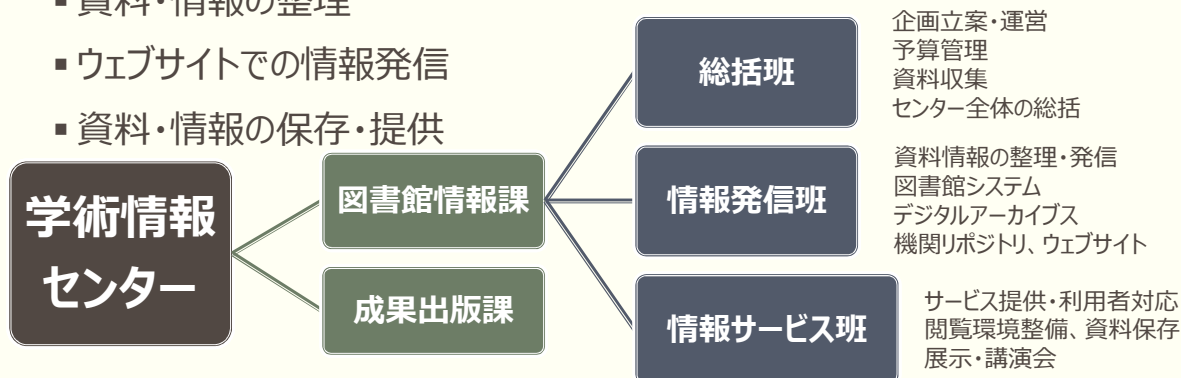 ▪ 資料・情報の整理
▪ ウェブサイトでの情報発信
▪ 資料・情報の保存・提供
学術情報
センター
図書館情報課
成果出版課
総括班
企画立案・運営
予算管理
資料収集
センター全体の総括
情報発信班
資料情報の整理・発信
図書館システム
デジタルアーカイブス
機関リポジトリ、ウェブサイト
情報サービス班
サービス提供・利用者対応
閲覧環境整備、資料保存
展示・講演会